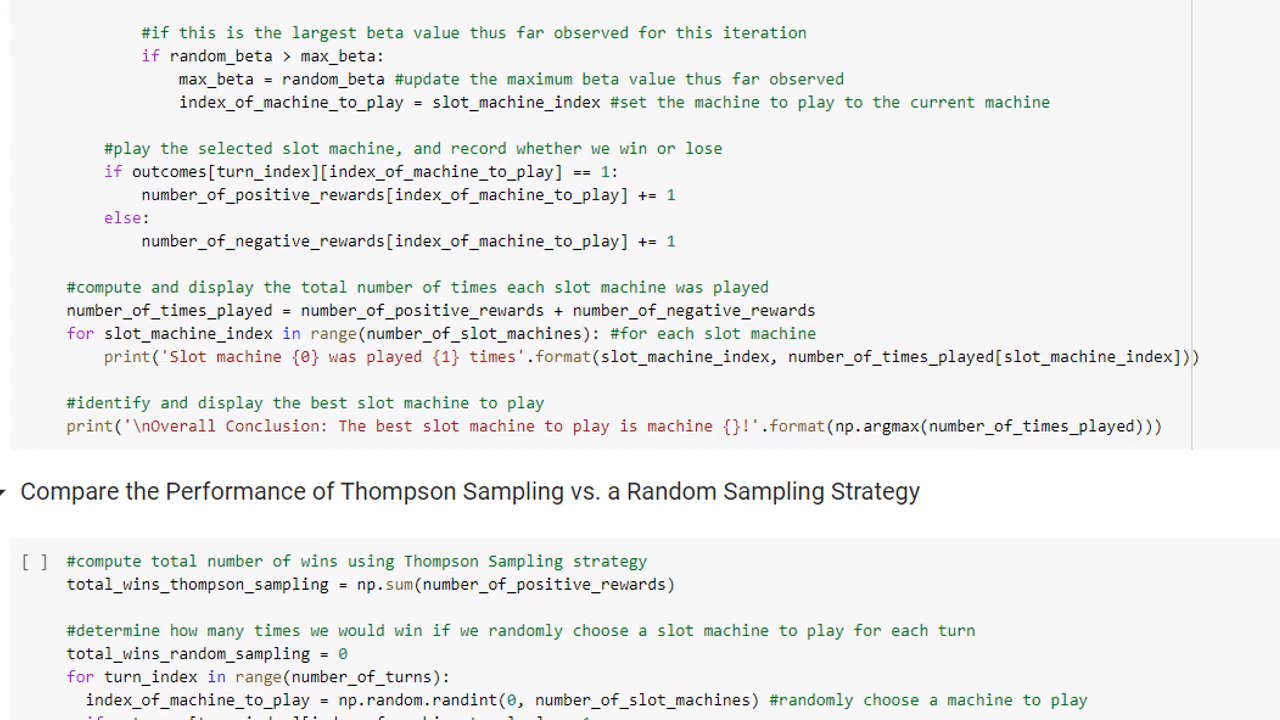 #if this is the largest beta value thus far observed for this iteration
if random_beta > max_beta:
max_beta = random_beta #update the maximum beta value thus far observed
index_of_machine_to_play = slot_machine_index #set the machine to play to the current machine
#play the selected slot machine, and record whether we win or lose
if outcomes[turn_index][index_of_machine_to_play] == 1:
number_of_positive_rewards[index_of_machine_to_play] += 1
else:
number_of_negative_rewards[index_of_machine_to_play] += 1
#compute and display the total number of times each slot machine was played
number_of_times_played = number_of_positive_rewards + number_of_negative_rewards
for slot_machine_index in range(number_of_slot_machines): #for each slot machine
print('Slot machine {0} was played {1} times'.format(slot_machine_index, number_of_times_played[slot_machine_index]))
#identify and display the best slot machine to play
print('\nOverall Conclusion: The best slot machine to play is machine {}!'.format(np.argmax(number_of_times_played)))
Compare the Performance of Thompson Sampling vs. a Random Sampling Strategy
[ ] #compute total number of wins using Thompson Sampling strategy
total_wins_thompson_sampling = np.sum(number_of_positive_rewards)
#determine how many times we would win if we randomly choose a slot machine to play for each turn
total_wins_random_sampling = 0
for turn_index in range(number_of_turns):
index_of_machine_to_play = np.random.randint(0, number_of_slot_machines) #randomly choose a machine to play